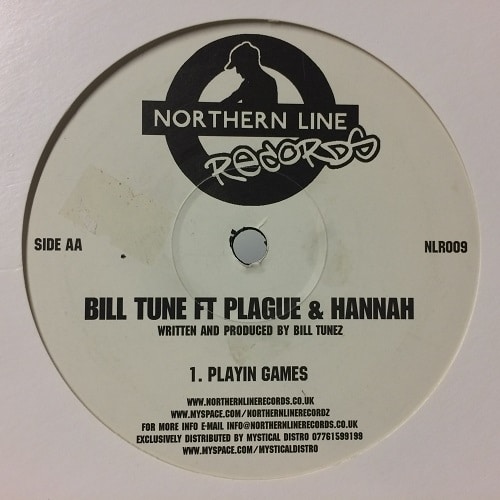 NORTHERN LINE
RECORDS
SIDE AA
NLR009
BILL TUNE FT PLAGUE & HANNAH
WRITTEN AND PRODUCED BY BILL TUNEZ
1. PLAYIN GAMES
WWW.NORTHERNLINERECORDS.CO.UK
WWW.MYSPACE.COM/NORTHERNLINERECORDZ
FOR MORE INFO E-MAIL INFO@NORTHERNLINERECORDS.CO.UK
EXCLUSIVELY DISTRIBUTED BY MYSTICAL DISTRO 07761599199
WWW.MYSPACE.COM/MYSTICALDISTRO